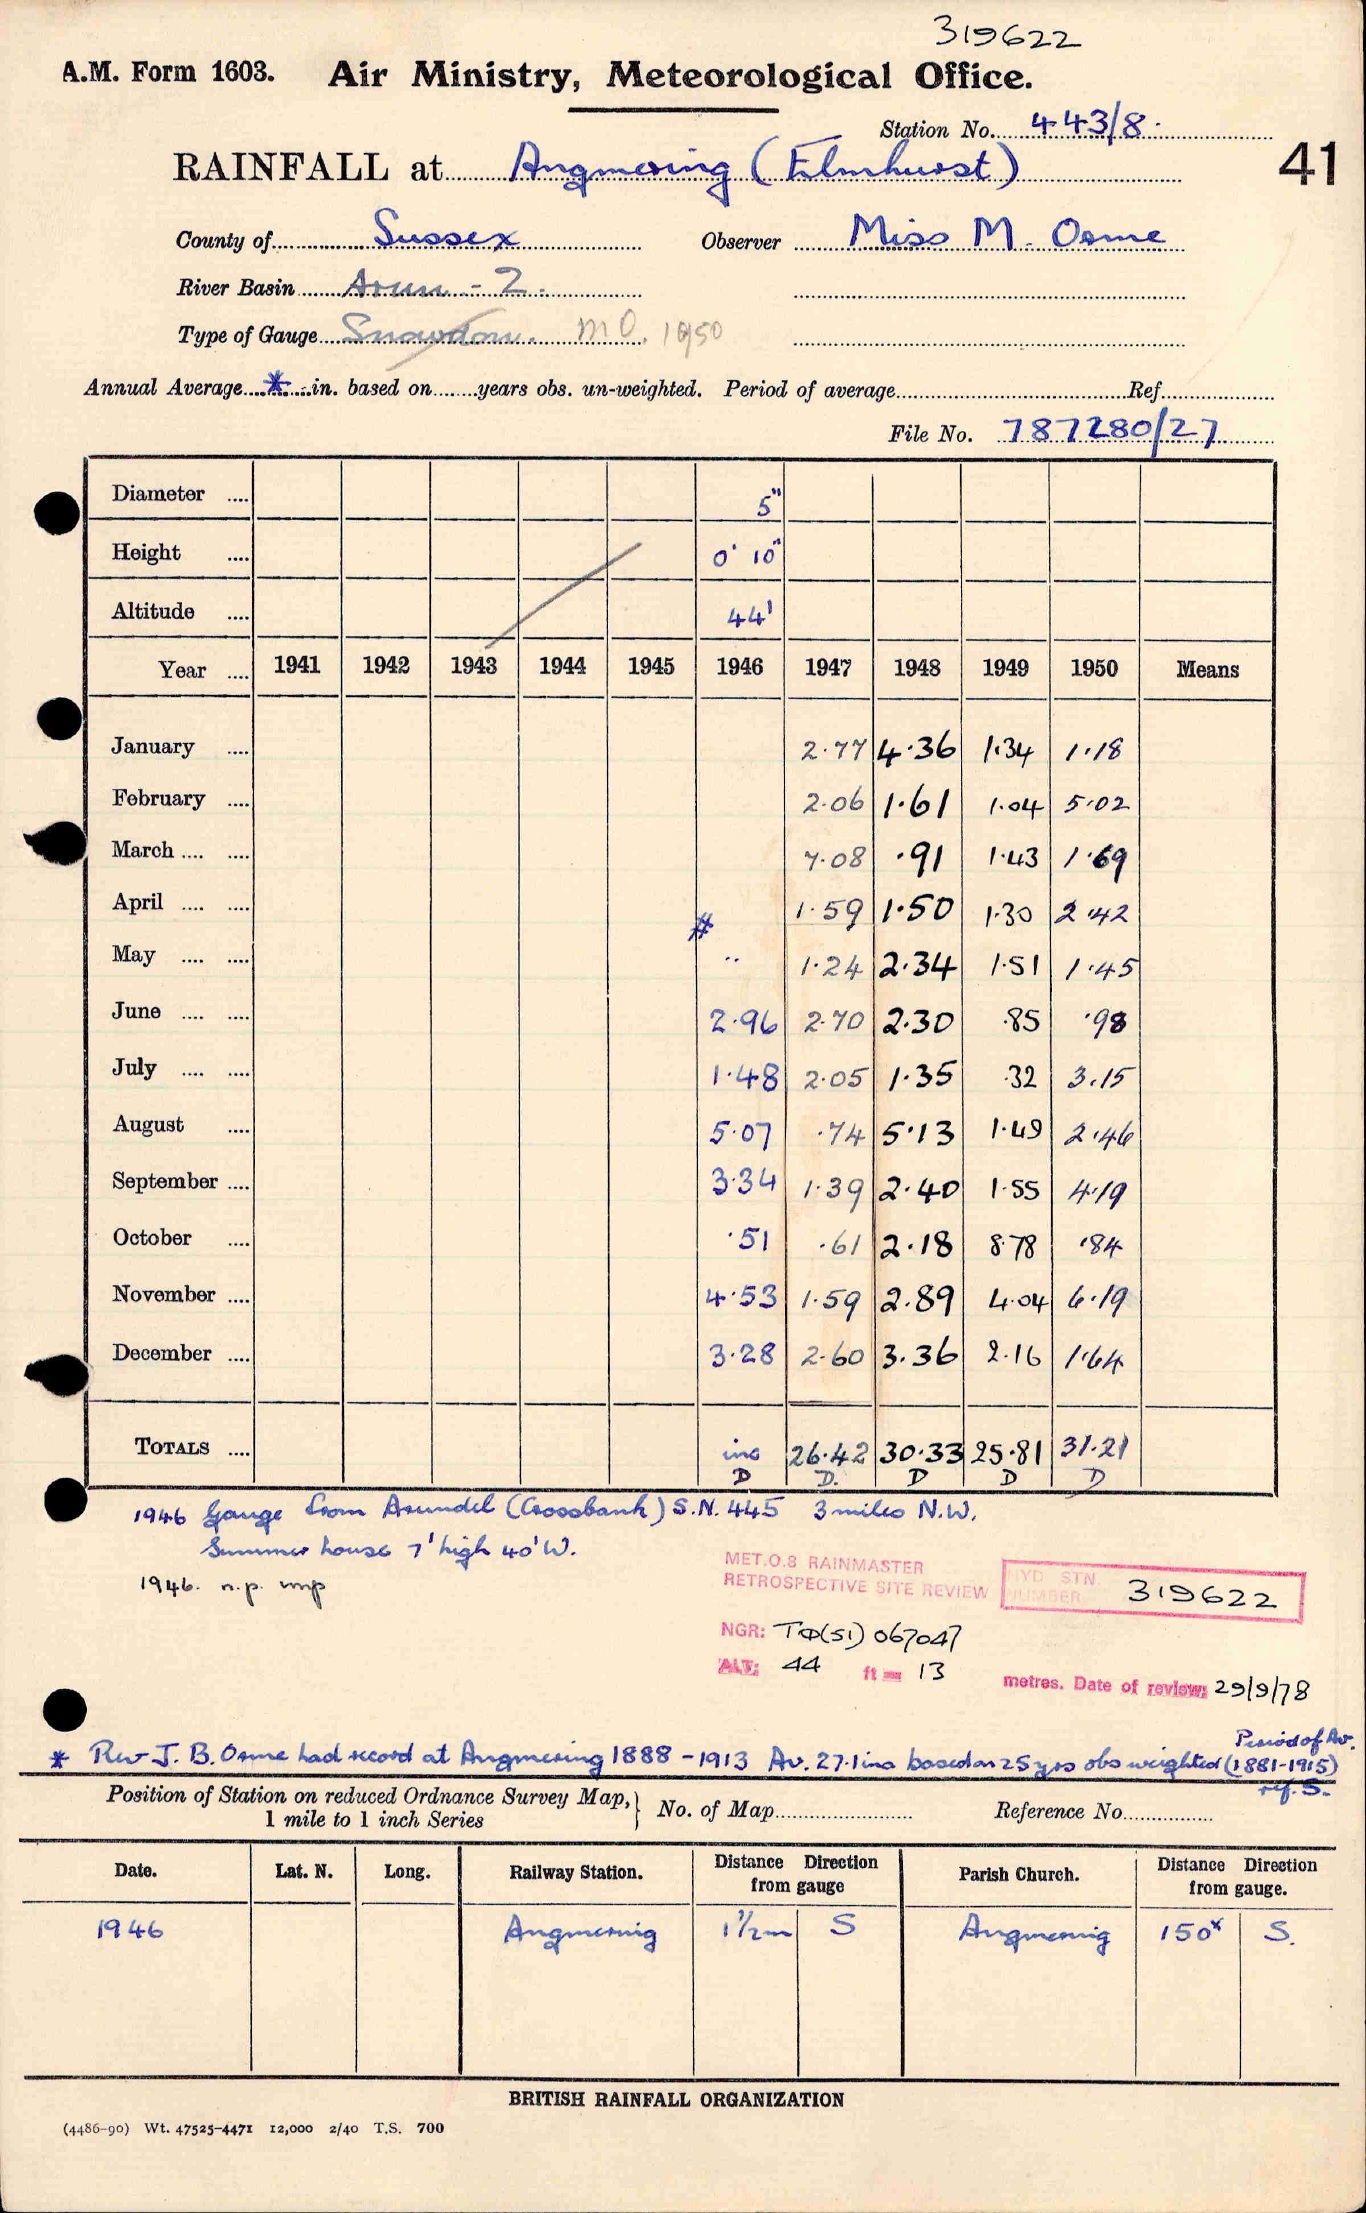 319622
A.M. Form 1603. Air Ministry, Meteorological Office.
Station No. 443/8.
41
RAINFALL at Angmering (Elmhurst)
County of Sussex Observer Miss M. Orme
River Basin Arun - 2.
Type of Gauge Snowdon. M O. 1950
Annual Average * in. based on years obs. un-weighted. Period of average Ref.
File No. 787280/27
Diameter .... 5"
Height .... 0' 10"
Altitude .... 44'
Year .... 1941 1942 1943 1944 1945 1946 1947 1948 1949 1950 Means
January .... 2.77 4.36 1.34 1.18
February .... 2.06 1.61 1.04 5.02
March .... .... 7.08 .91 1.43 1.69
April .... .... # 1.59 1.50 1.30 2.42
May .... .... .. 1.24 2.34 1.51 1.45
June .... .... 2.96 2.70 2.30 .85 .98
July .... .... 1.48 2.05 1.35 .32 3.15
August .... 5.07 .74 5.13 1.49 2.46
September .... 3.34 1.39 2.40 1.55 4.19
October .... .51 .61 2.18 8.78 .84
November .... 4.53 1.59 2.89 4.04 6.19
December .... 3.28 2.60 3.36 2.16 1.64
TOTALS .... inc 26.42 30.33 25.81 31.21
D D. D D D
1946 Gauge from Arundel (Crossbank) S.N. 445 3 miles N.W.
Summer house 7' high 40' W.
1946. n.p. mp
MET.O.8 RAINMASTER
RETROSPECTIVE SITE REVIEW
HYD STN.
NUMBER 319622
NGR: TQ(51) 067047
ALT: 44 ft = 13 metres. Date of review: 29/9/78
* Rev J. B. Orme had record at Angmering 1888 - 1913 Av. 27.1 ins based on 25 yrs obs weighted (1881-1915)
Period of Av.
ref. S.
Position of Station on reduced Ordnance Survey Map,
1 mile to 1 inch Series
No. of Map Reference No.
Date. Lat. N. Long. Railway Station. Distance Direction from gauge Parish Church. Distance Direction from gauge.
1946 Angmering 1½m S Angmering 150x S.
BRITISH RAINFALL ORGANIZATION
(4486-90) Wt. 47525-4471 12,000 2/40 T.S. 700